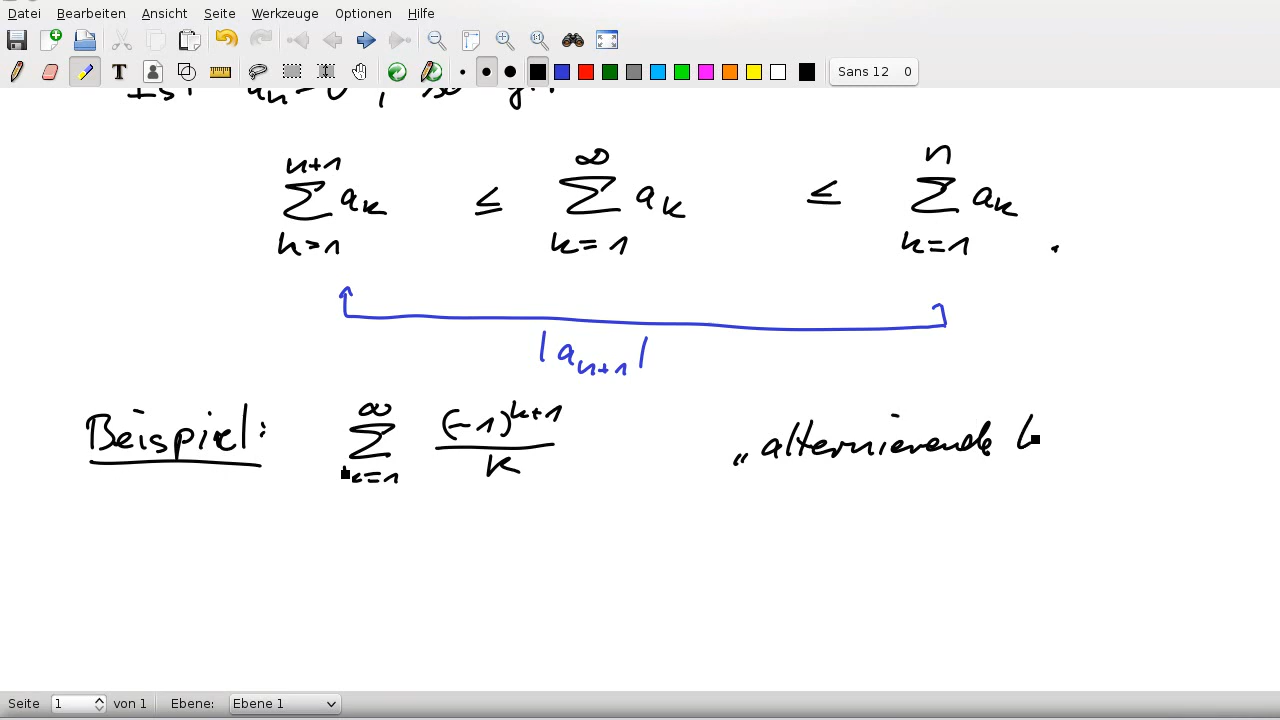 Datei Bearbeiten Ansicht Seite Werkzeuge Optionen Hilfe
Sans 12 0
n+1 ∞ n
∑ aₖ ≤ ∑ aₖ ≤ ∑ aₖ
k=1 k=1 k=1 .
|aₙ₊₁|
Beispiel: ∑_{k=1}^{∞} (-1)^{k+1} / k „alternierende
Seite 1 von 1 Ebene: Ebene 1